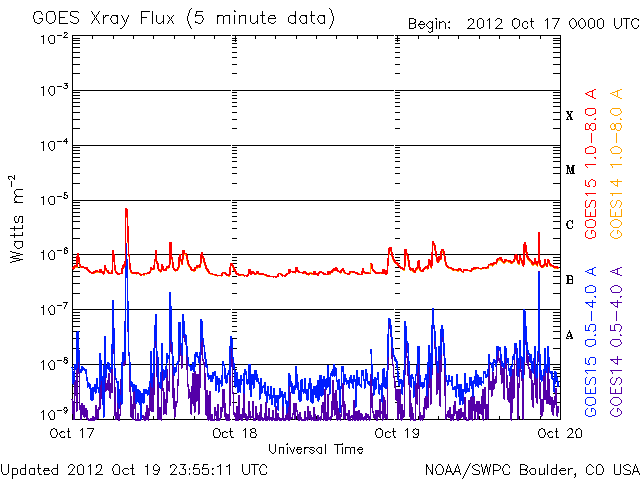 GOES Xray Flux (5 minute data)
Begin: 2012 Oct 17 0000 UTC
10-2
10-3
10-4
10-5
10-6
10-7
10-8
10-9
Watts m-2
X
M
C
B
A
GOES15 1.0-8.0 A
GOES14 1.0-8.0 A
GOES15 0.5-4.0 A
GOES14 0.5-4.0 A
Oct 17
Oct 18
Oct 19
Oct 20
Universal Time
Updated 2012 Oct 19 23:55:11 UTC
NOAA/SWPC Boulder, CO USA